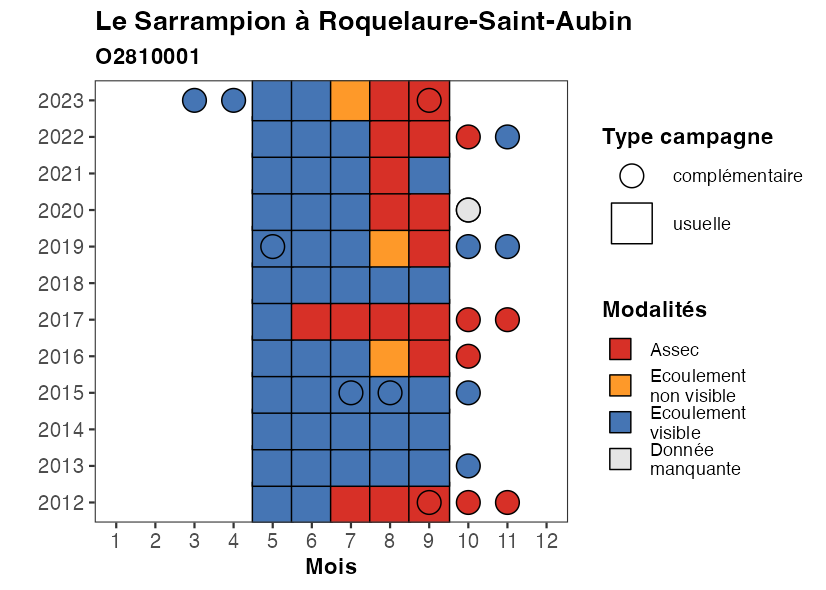 Le Sarrampion à Roquelaure-Saint-Aubin
O2810001
2023
2022
2021
2020
2019
2018
2017
2016
2015
2014
2013
2012
1 2 3 4 5 6 7 8 9 10 11 12
Mois
Type campagne
complémentaire
usuelle
Modalités
Assec
Ecoulement
non visible
Ecoulement
visible
Donnée
manquante